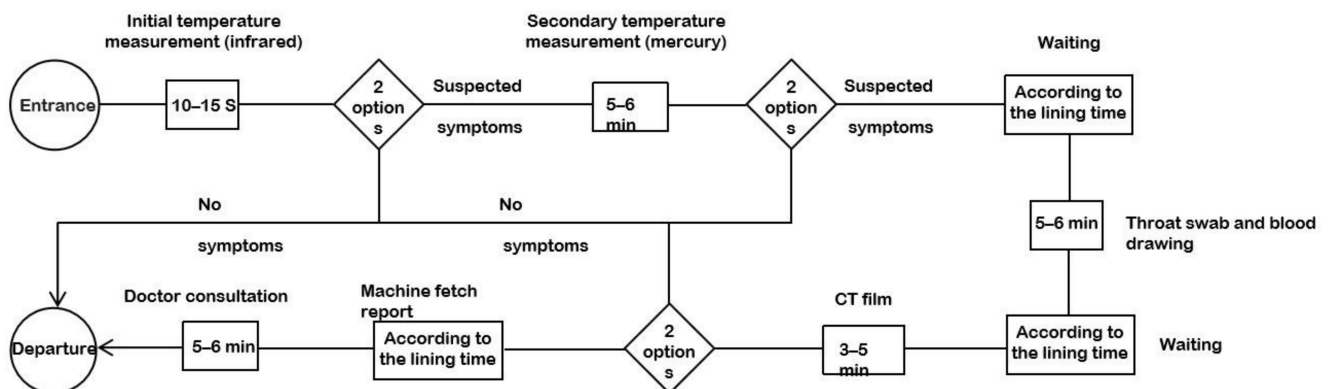 Initial temperature
measurement (infrared)
Secondary temperature
measurement (mercury)
Waiting
Entrance
10–15 S
2
option
s
Suspected
symptoms
5–6
min
2
option
s
Suspected
symptoms
According to
the lining time
No
symptoms
No
symptoms
5–6 min
Throat swab and blood
drawing
Doctor consultation
Machine fetch
report
CT film
Departure
5–6 min
According to
the lining time
2
option
s
3–5
min
According to
the lining time
Waiting